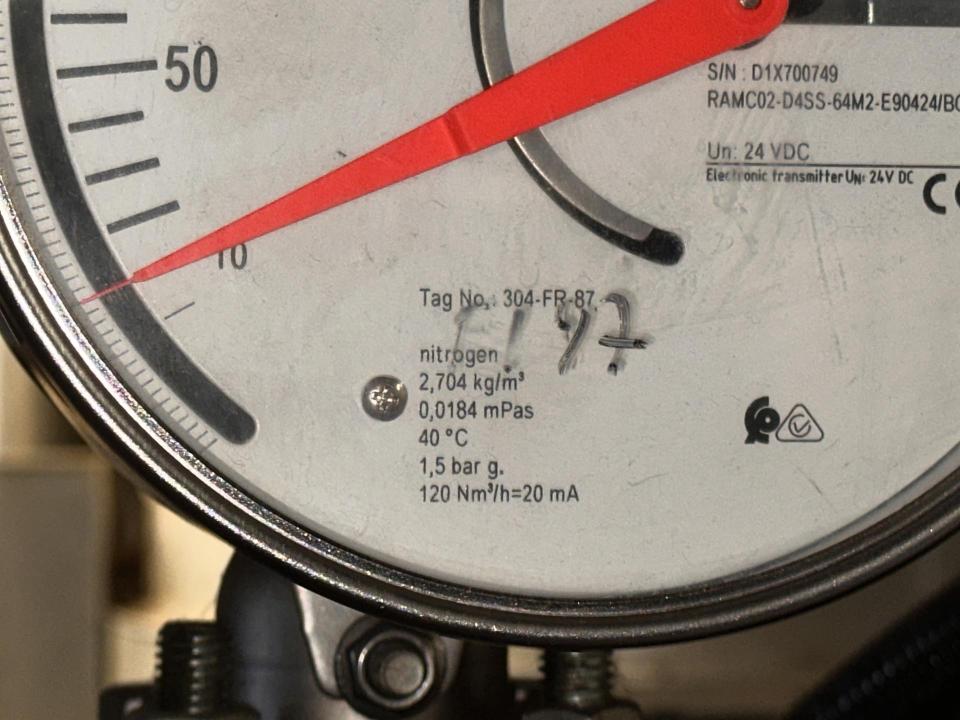 50
S/N : D1X700749
RAMC02-D4SS-64M2-E90424/
Un: 24 VDC
Electronic transmitter UN: 24V DC
CE
10
Tag No.: 304-FR-87
nitrogen
2,704 kg/m³
0,0184 mPas
40 °C
1,5 bar g.
120 Nm³/h=20 mA